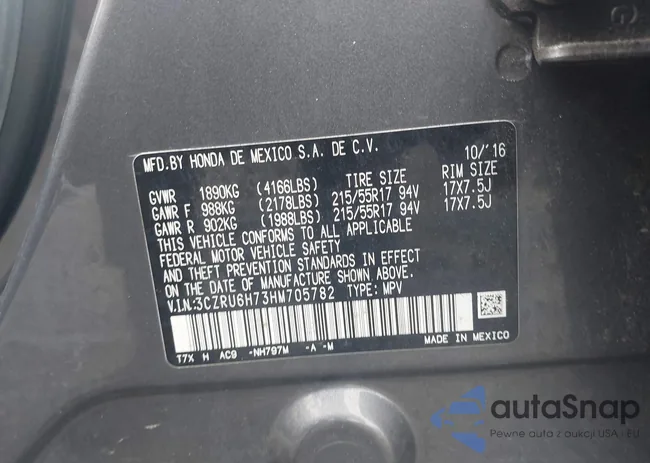 MFD.BY HONDA DE MEXICO S.A. DE C.V. 10/'16
GVWR 1890KG (4166LBS) TIRE SIZE RIM SIZE
GAWR F 988KG (2178LBS) 215/55R17 94V 17X7.5J
GAWR R 902KG (1988LBS) 215/55R17 94V 17X7.5J
THIS VEHICLE CONFORMS TO ALL APPLICABLE
FEDERAL MOTOR VEHICLE SAFETY
AND THEFT PREVENTION STANDARDS IN EFFECT
ON THE DATE OF MANUFACTURE SHOWN ABOVE.
V.I.N.:3CZRU6H73HM705782 TYPE: MPV
T7X H AC9 -NH797M -A -M MADE IN MEXICO
autaSnap
Pewne auta z aukcji USA i EU